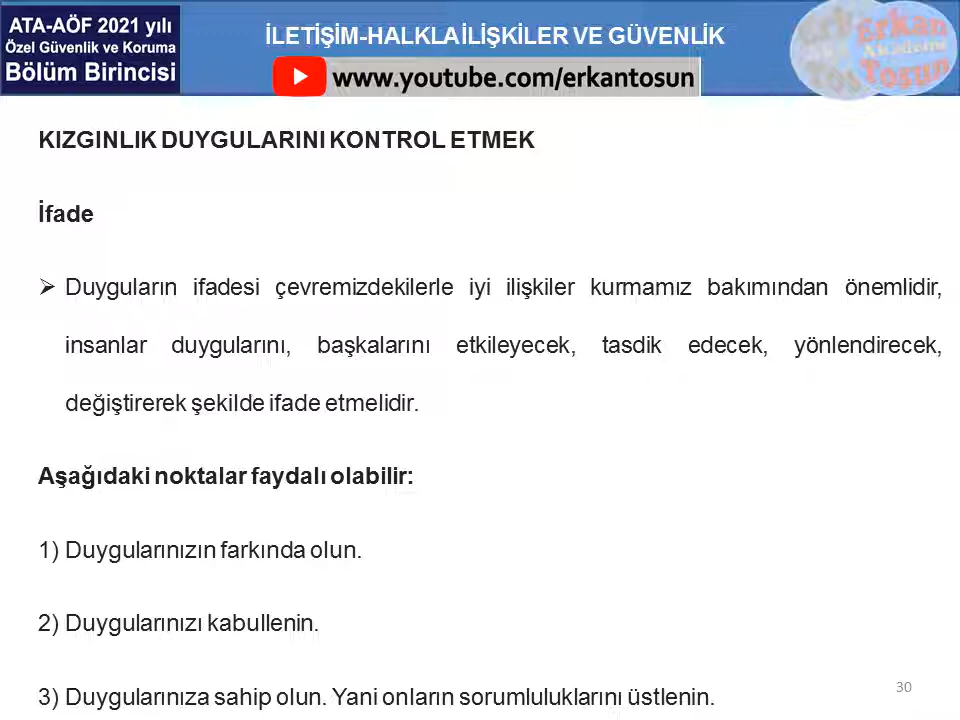 ATA-AÖF 2021 yılı
Özel Güvenlik ve Koruma
Bölüm Birincisi
İLETİŞİM-HALKLA İLİŞKİLER VE GÜVENLİK
www.youtube.com/erkantosun
Erkan
Akademi
Tosun
KIZGINLIK DUYGULARINI KONTROL ETMEK
İfade
➢ Duyguların ifadesi çevremizdekilerle iyi ilişkiler kurmamız bakımından önemlidir,
insanlar duygularını, başkalarını etkileyecek, tasdik edecek, yönlendirecek,
değiştirerek şekilde ifade etmelidir.
Aşağıdaki noktalar faydalı olabilir:
1) Duygularınızın farkında olun.
2) Duygularınızı kabullenin.
3) Duygularınıza sahip olun. Yani onların sorumluluklarını üstlenin.
30